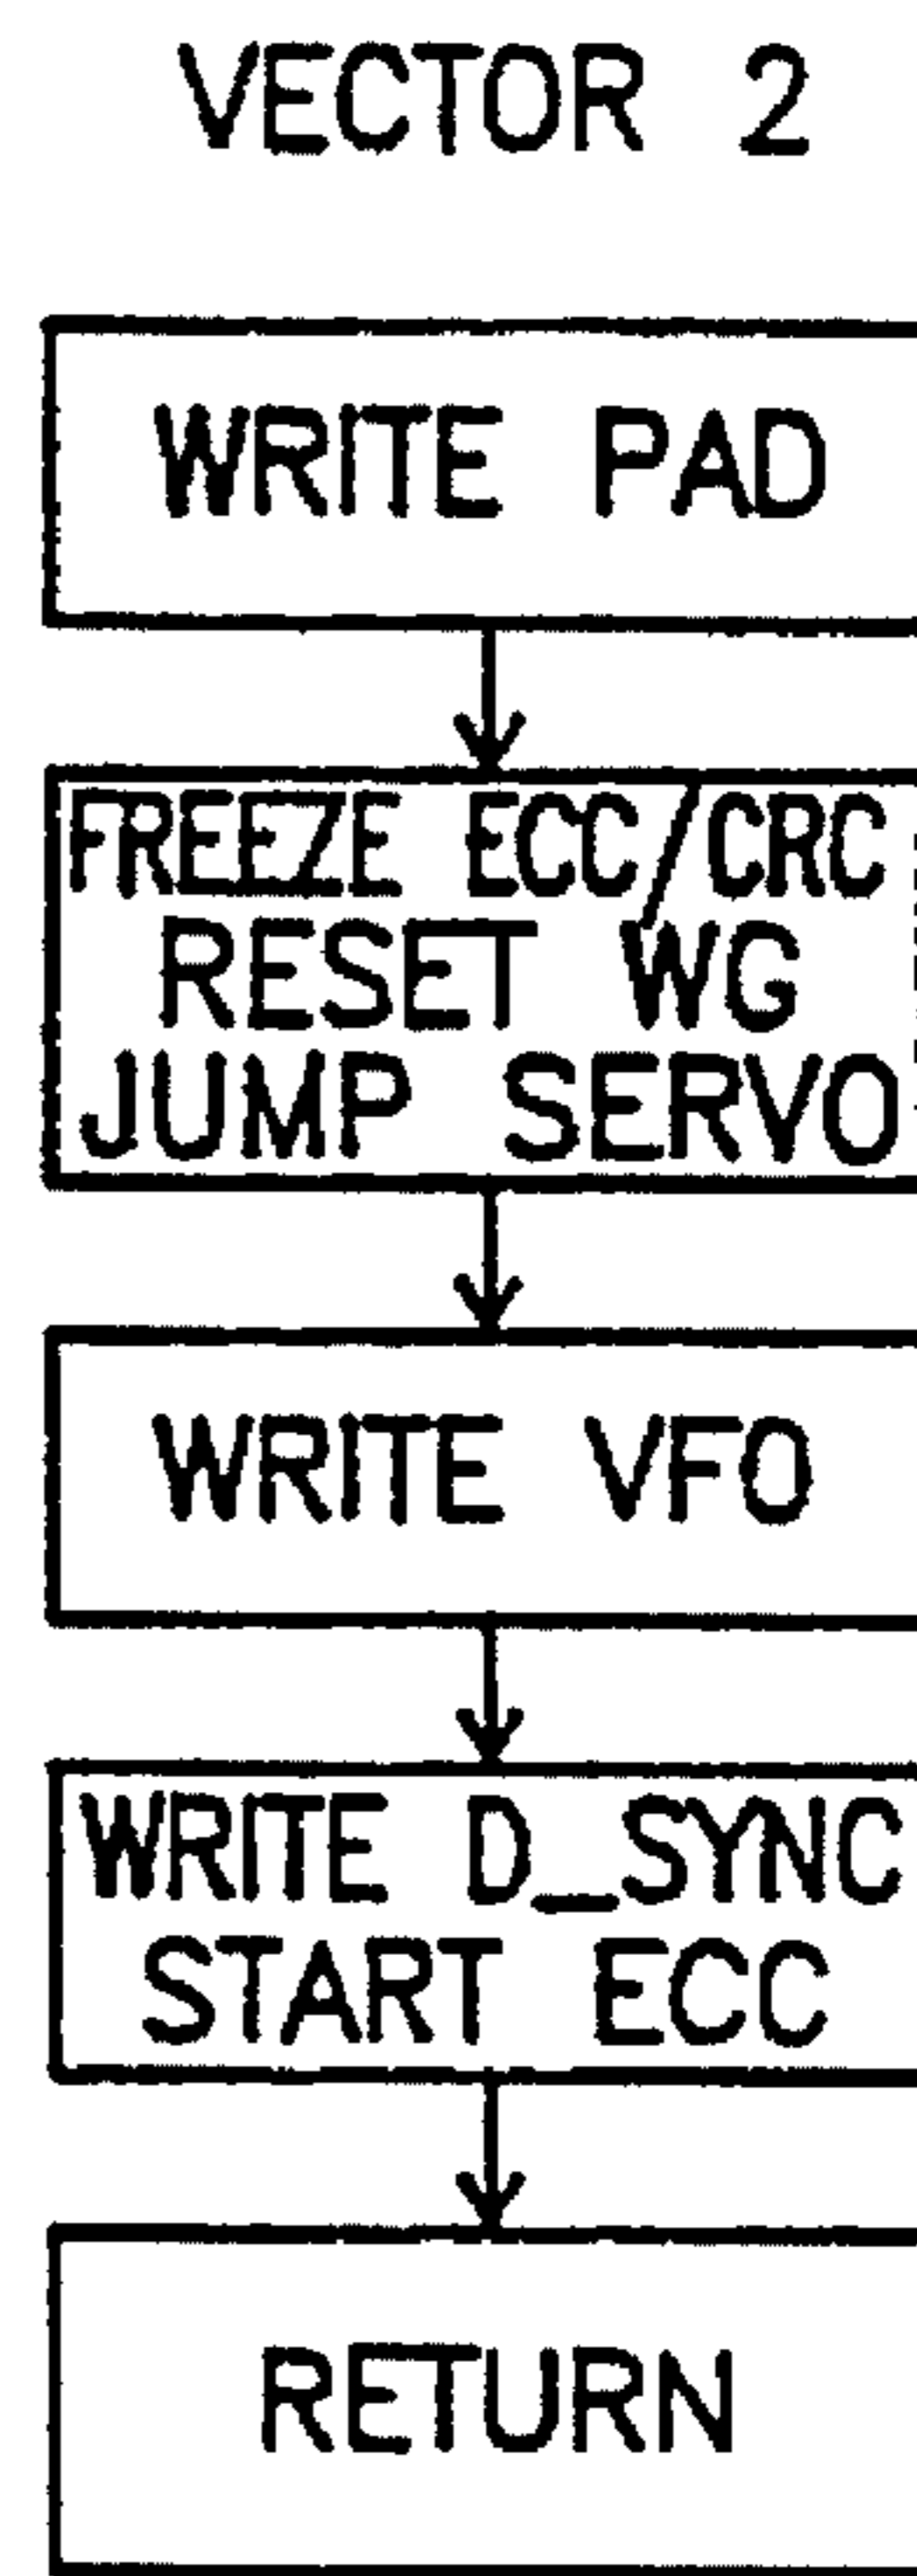 VECTOR 2
WRITE PAD
FREEZE ECC/CRC
RESET WG
JUMP SERVO
WRITE VFO
WRITE D_SYNC
START ECC
RETURN